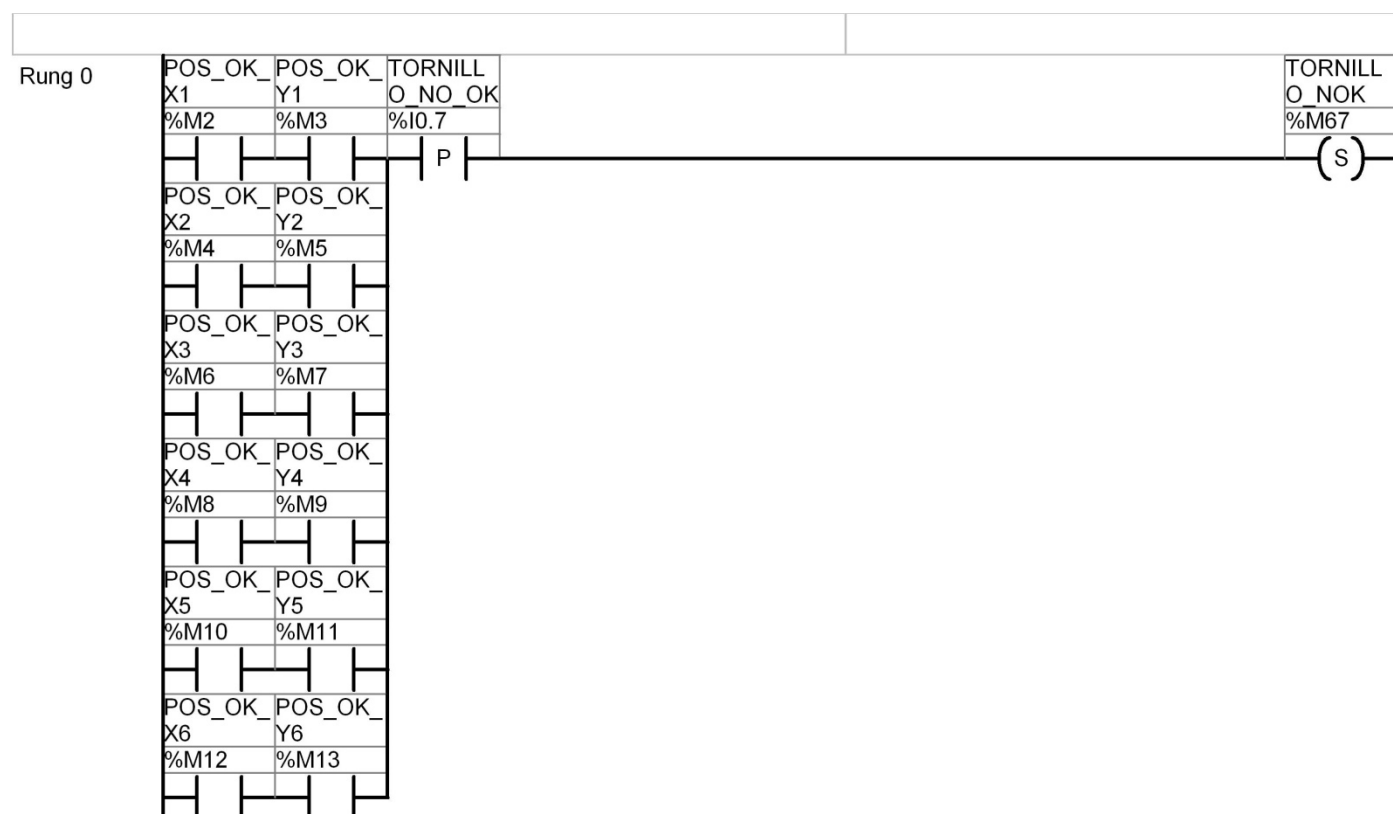 Rung 0
POS_OK_ POS_OK_ TORNILL TORNILL
X1 Y1 O_NO_OK O_NOK
%M2 %M3 %I0.7 %M67
P S
POS_OK_ POS_OK_
X2 Y2
%M4 %M5
POS_OK_ POS_OK_
X3 Y3
%M6 %M7
POS_OK_ POS_OK_
X4 Y4
%M8 %M9
POS_OK_ POS_OK_
X5 Y5
%M10 %M11
POS_OK_ POS_OK_
X6 Y6
%M12 %M13